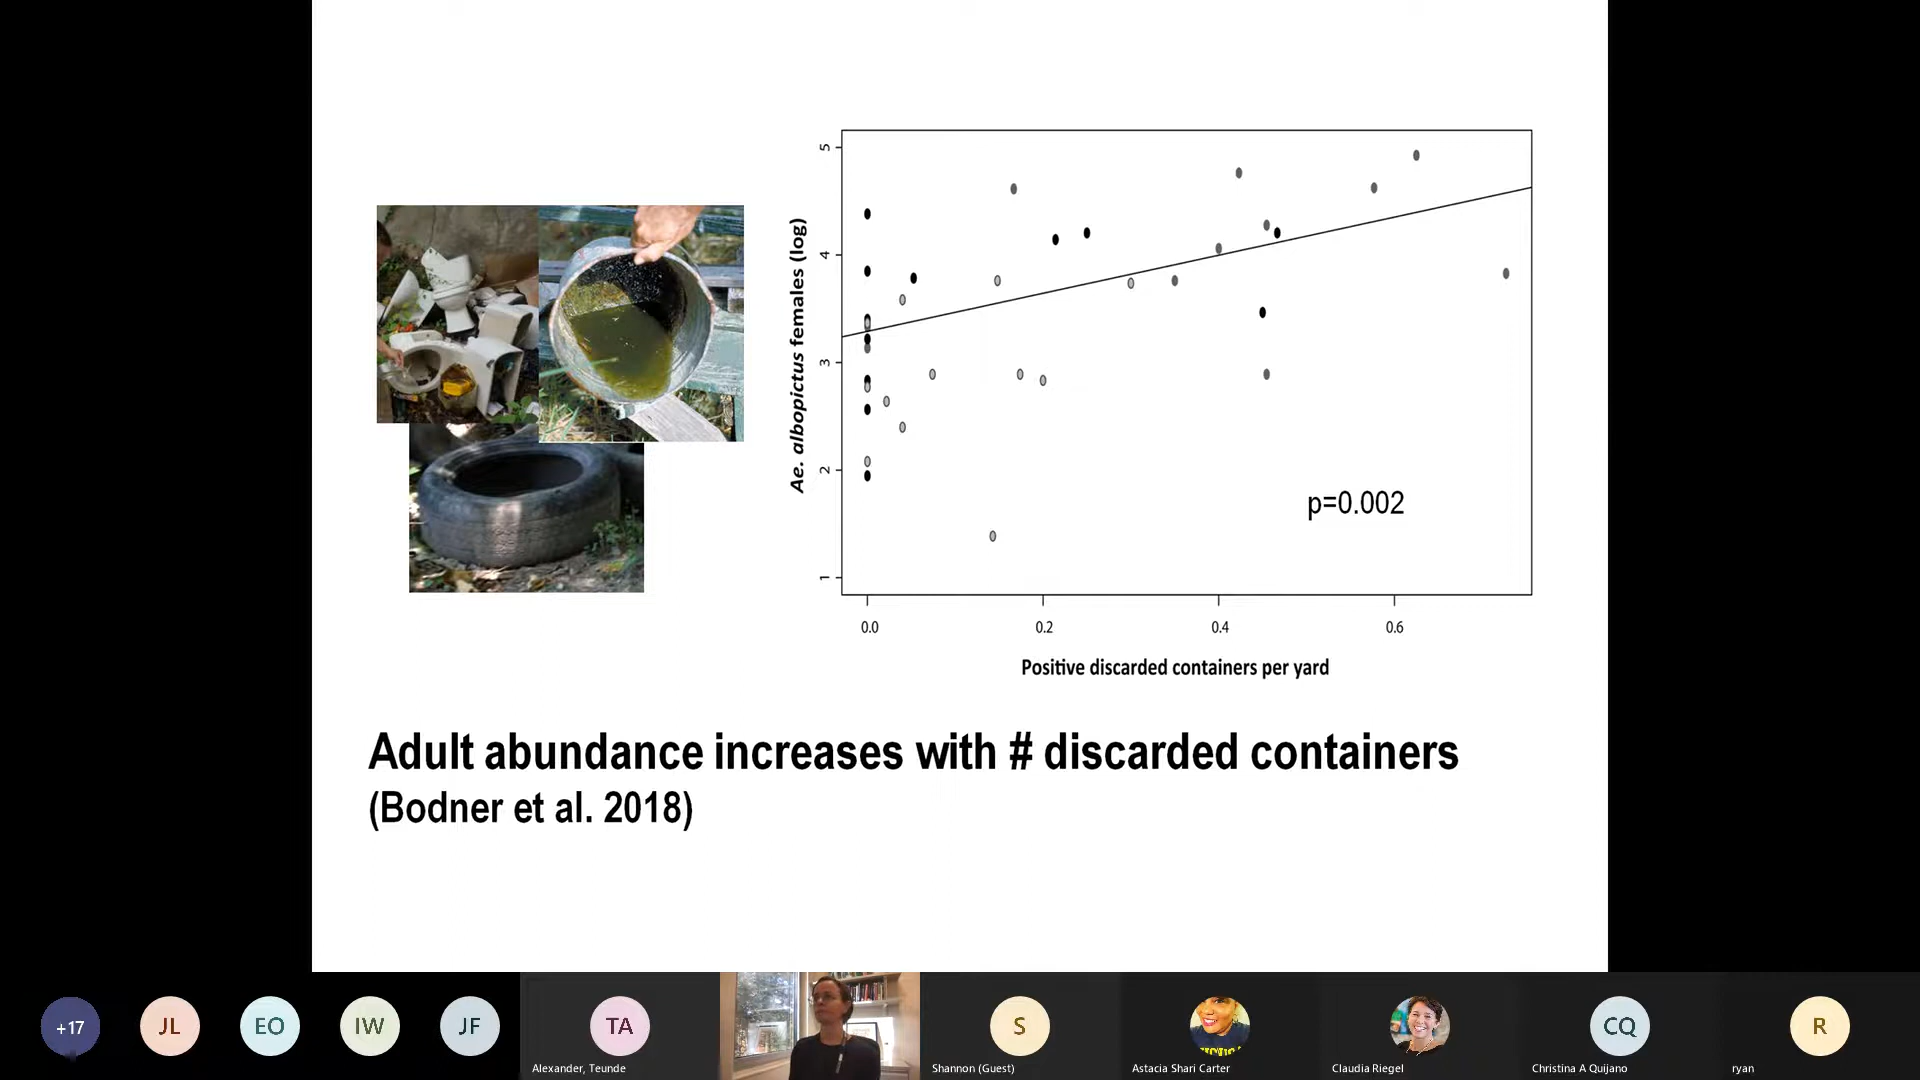 5
4
3
2
1
Ae. albopictus females (log)
p=0.002
0.0
0.2
0.4
0.6
Positive discarded containers per yard
Adult abundance increases with # discarded containers
(Bodner et al. 2018)
+17
JL
EO
IW
JF
TA
S
CQ
R
Alexander, Teunde
Shannon (Guest)
Astacia Shari Carter
Claudia Riegel
Christina A Quijano
ryan